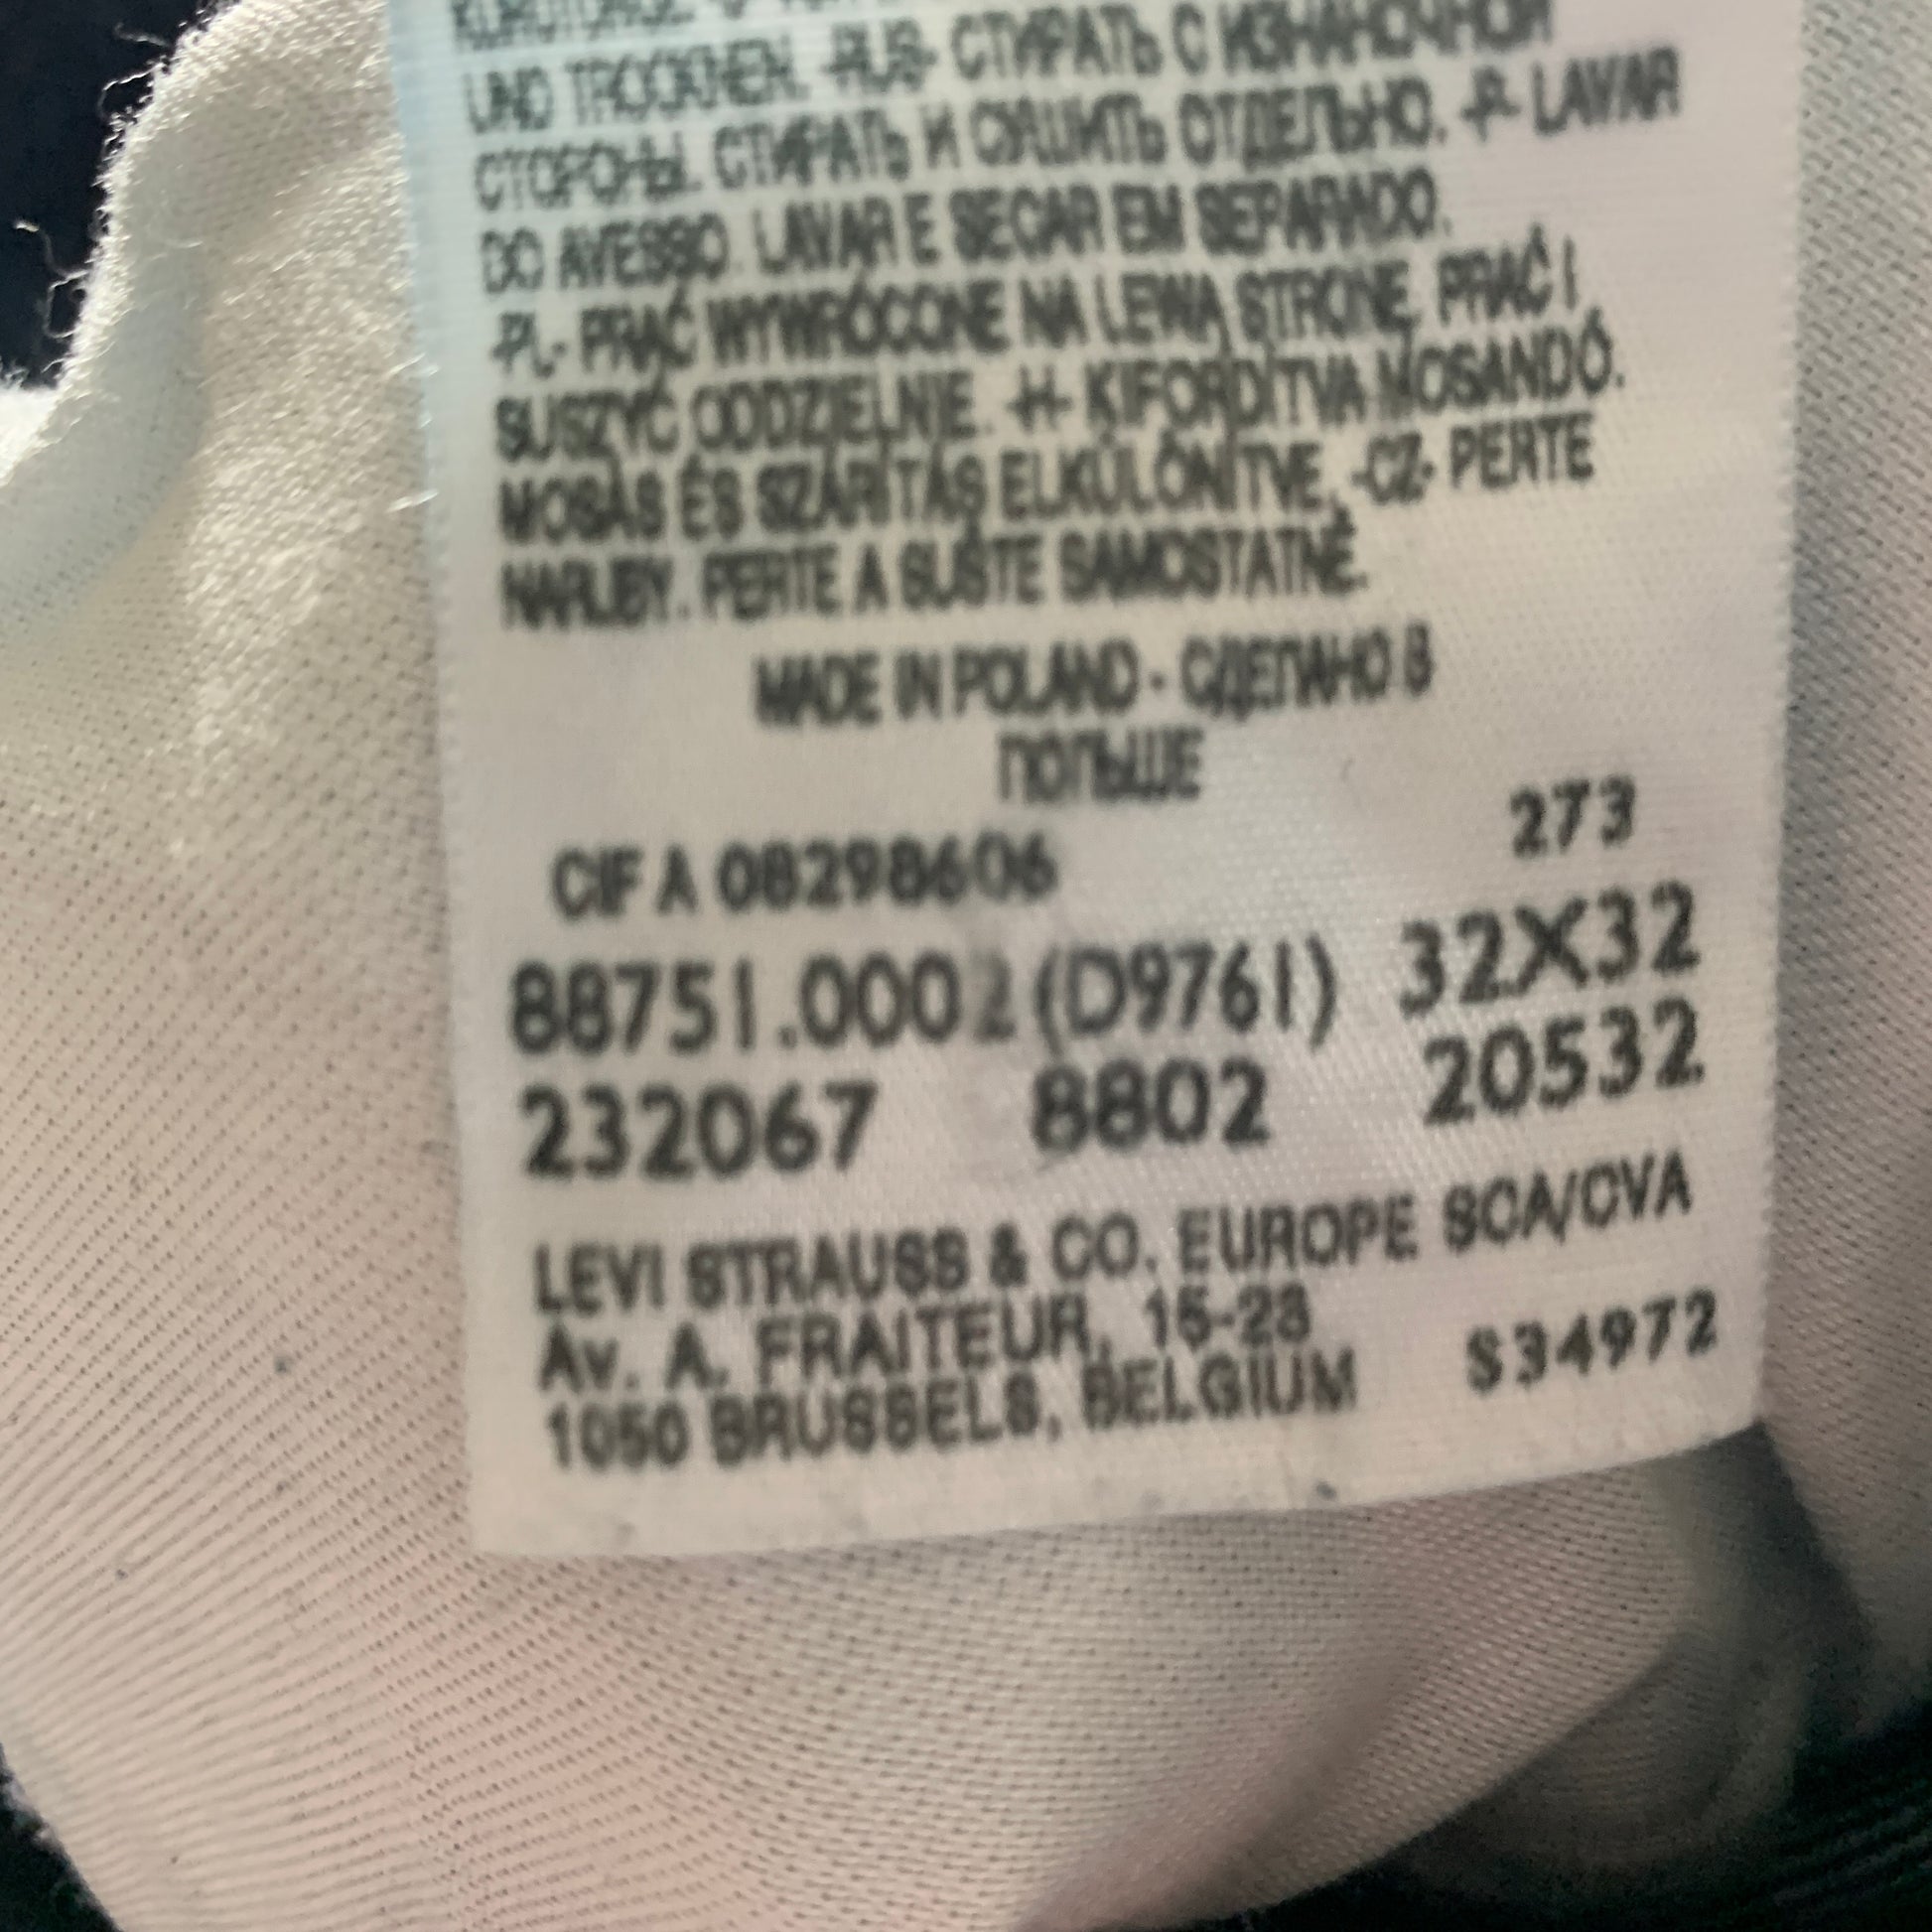 UND TROCKNEN. -RUS- СТИРАТЬ С ИЗНАНОЧНОЙ
СТОРОНЫ. СТИРАТЬ И СУШИТЬ ОТДЕЛЬНО. -P- LAVAR
DO AVESSO. LAVAR E SECAR EM SEPARADO.
-PL- PRAĆ WYWRÓCONE NA LEWĄ STRONĘ. PRAĆ I
SUSZYĆ ODDZIELNIE. -H- KIFORDÍTVA MOSANDÓ.
MOSÁS ÉS SZÁRÍTÁS ELKÜLÖNÍTVE. -CZ- PERTE
NARUBY. PERTE A SUŠTE SAMOSTATNĚ.
MADE IN POLAND - СДЕЛАНО В
ПОЛЬШЕ
273
CIF A 08298606
88751.0002 (D9761) 32X32
232067 8802 20532
LEVI STRAUSS & CO. EUROPE SCA/CVA
Av. A. FRAITEUR, 15-23
1050 BRUSSELS, BELGIUM S34972